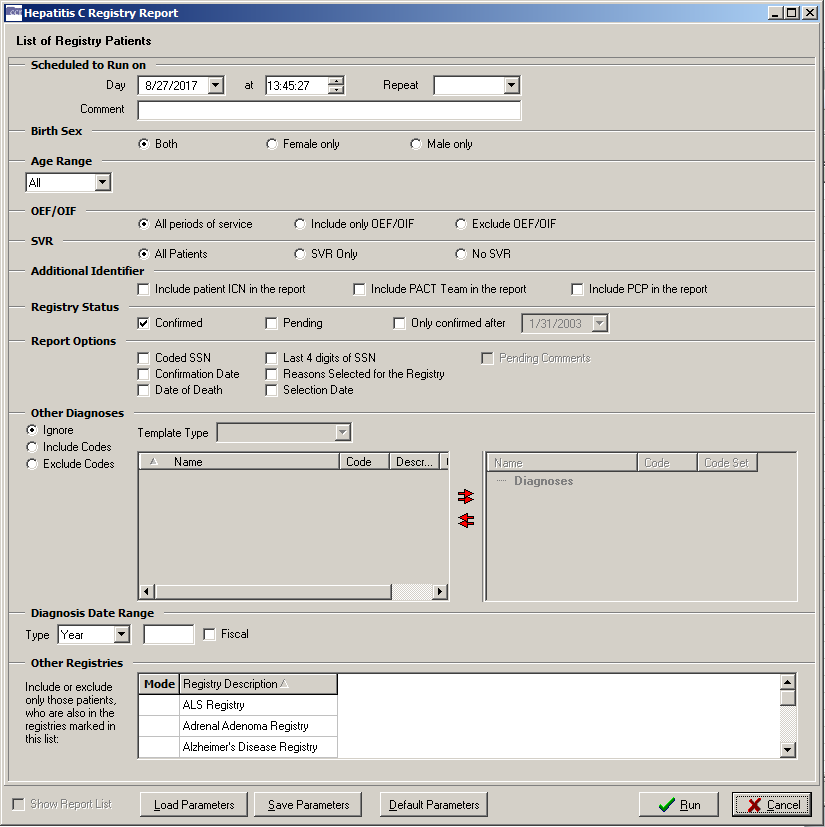 Hepatitis C Registry Report
List of Registry Patients
Scheduled to Run on
Day 8/27/2017 at 13:45:27 Repeat
Comment
Birth Sex
Both Female only Male only
Age Range
All
OEF/OIF
All periods of service Include only OEF/OIF Exclude OEF/OIF
SVR
All Patients SVR Only No SVR
Additional Identifier
Include patient ICN in the report Include PACT Team in the report Include PCP in the report
Registry Status
Confirmed Pending Only confirmed after 1/31/2003
Report Options
Coded SSN Last 4 digits of SSN Pending Comments
Confirmation Date Reasons Selected for the Registry
Date of Death Selection Date
Other Diagnoses
Ignore Template Type
Include Codes
Exclude Codes
Name Code Descr... Name Code Code Set
Diagnoses
Diagnosis Date Range
Type Year Fiscal
Other Registries
Include or exclude
only those patients,
who are also in the
registries marked in
this list:
Mode Registry Description
ALS Registry
Adrenal Adenoma Registry
Alzheimer's Disease Registry
Show Report List Load Parameters Save Parameters Default Parameters Run Cancel